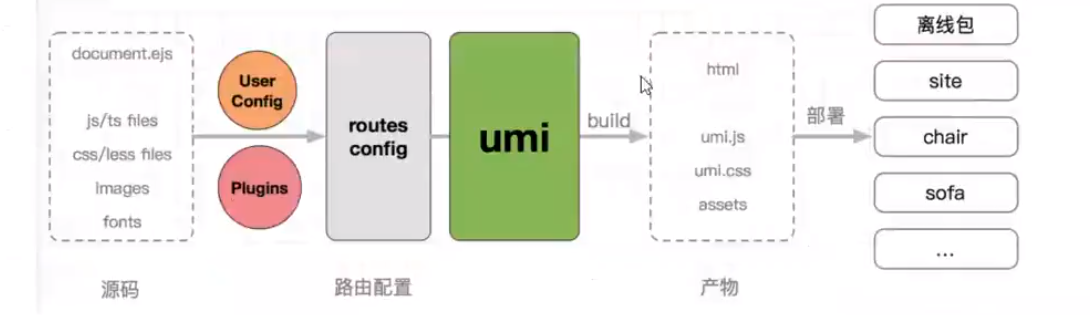 document.ejs
js/ts files
css/less files
images
fonts
源码
User
Config
Plugins
routes
config
路由配置
umi
build
html
umi.js
umi.css
assets
产物
部署
离线包
site
chair
sofa
...